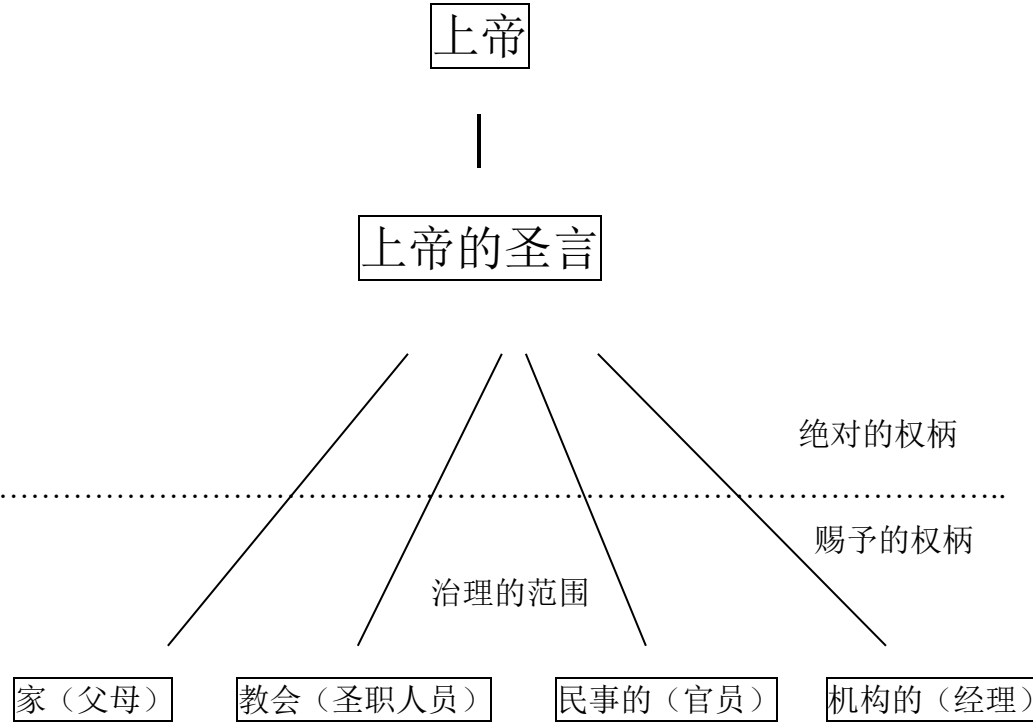 上帝
上帝的圣言
绝对的权柄
赐予的权柄
治理的范围
家（父母）
教会（圣职人员）
民事的（官员）
机构的（经理）